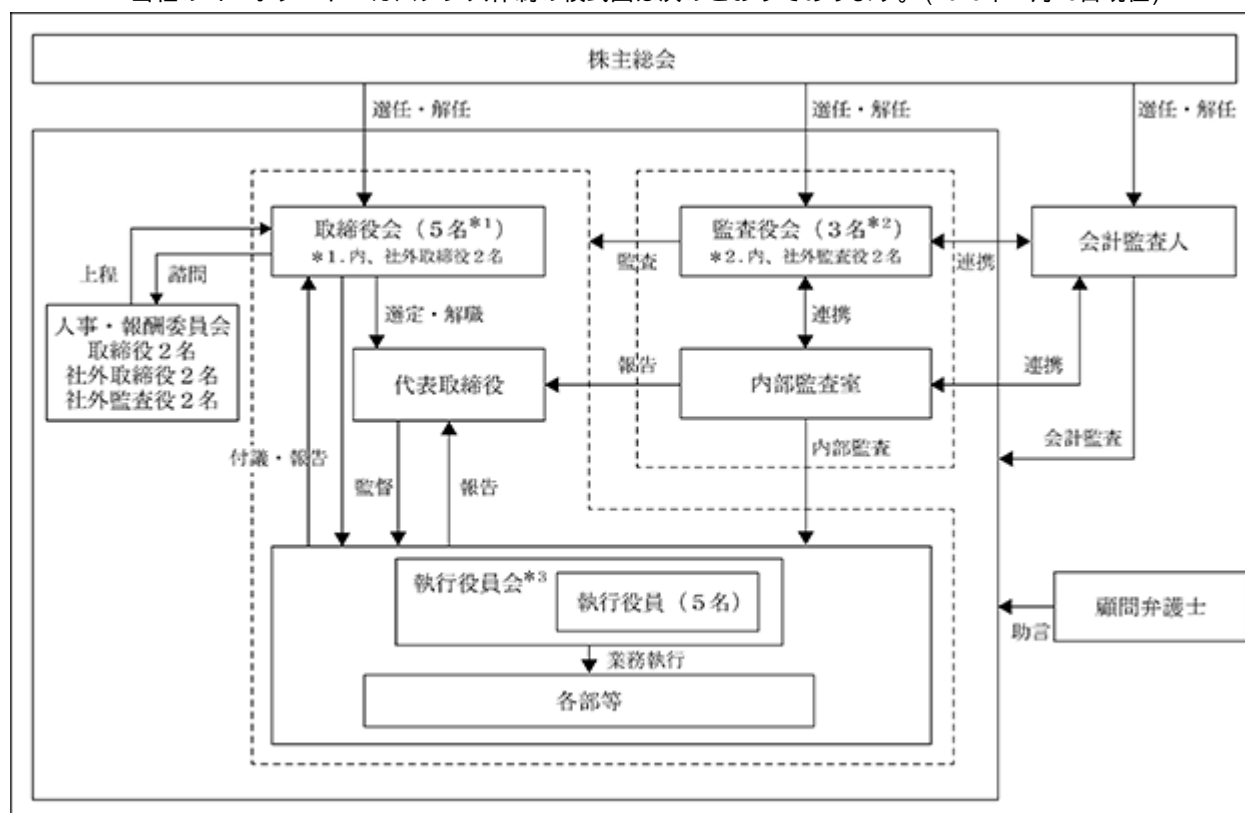 株主総会
選任・解任
選任・解任
選任・解任
取締役会（5名*1）
*1.内、社外取締役2名
監査役会（3名*2）
*2.内、社外監査役2名
会計監査人
監査
連携
上程
諮問
人事・報酬委員会
取締役2名
社外取締役2名
社外監査役2名
選定・解職
連携
代表取締役
報告
内部監査室
連携
付議・報告
監督
報告
内部監査
会計監査
執行役員会*3
執行役員（5名）
顧問弁護士
助言
業務執行
各部等